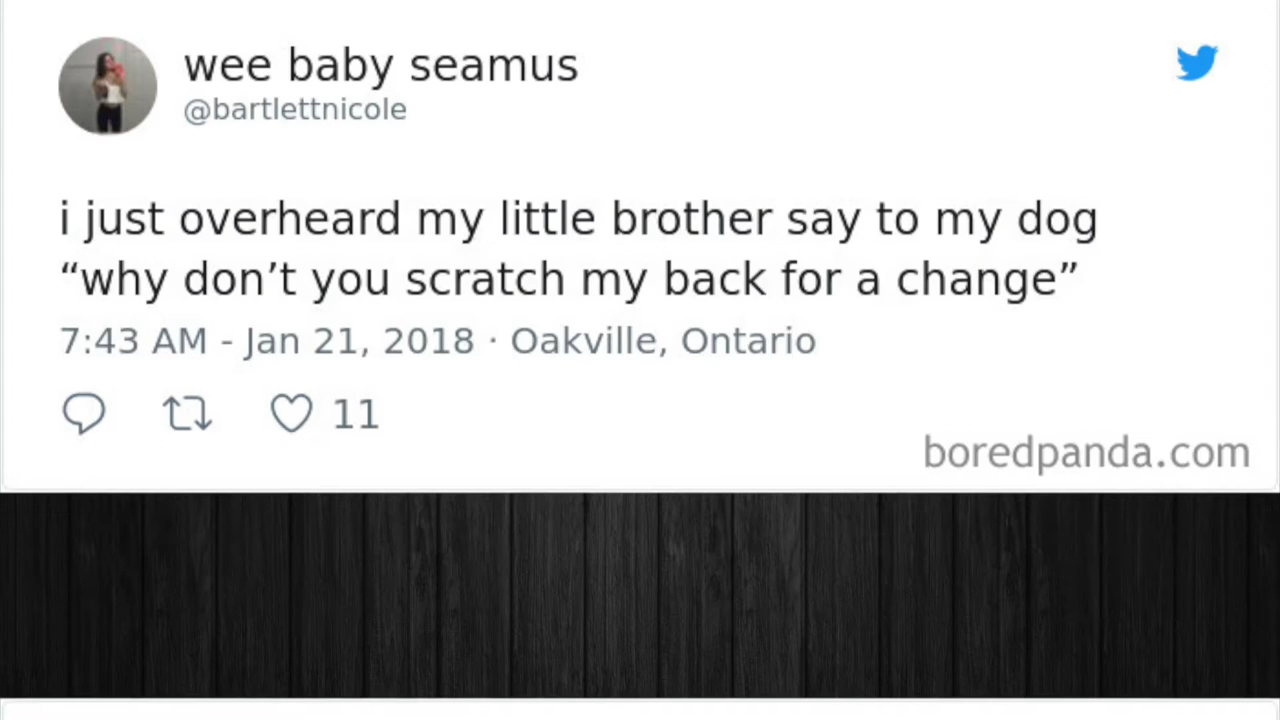 wee baby seamus
@bartlettnicole
i just overheard my little brother say to my dog
“why don’t you scratch my back for a change”
7:43 AM - Jan 21, 2018 · Oakville, Ontario
11
boredpanda.com